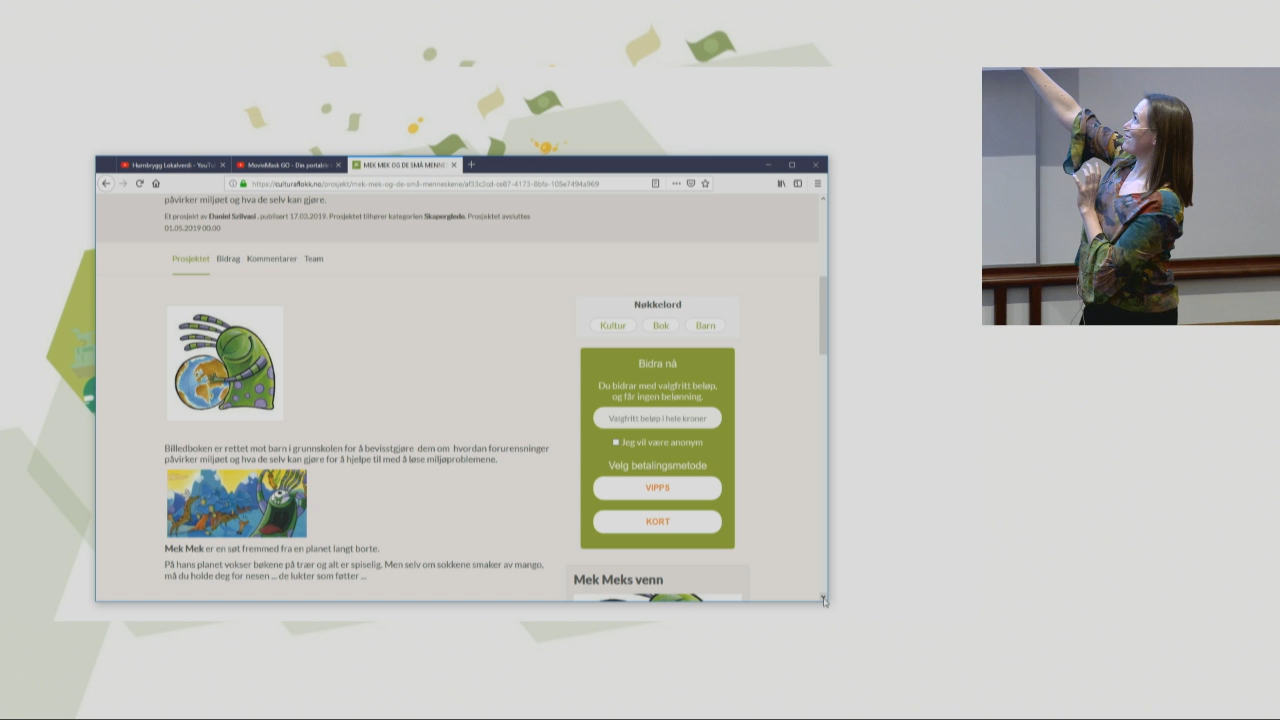 Humbrygg Lokalverdi - YouTu
MovieMask GO - Din portable
MEK MEK OG DE SMÅ MENNE
https://culturaflokk.no/prosjekt/mek-mek-og-de-små-menneskene/
påvirker miljøet og hva de selv kan gjøre.
Et prosjekt av Daniel Szilvasi , publisert 17.03.2019. Prosjektet tilhører kategorien Skaperglede. Prosjektet avsluttes
01.05.2019 00.00
Prosjektet Bidrag Kommentarer Team
Billedboken er rettet mot barn i grunnskolen for å bevisstgjøre dem om hvordan forurensninger
påvirker miljøet og hva de selv kan gjøre for å hjelpe til med å løse miljøproblemene.
Mek Mek er en søt fremmed fra en planet langt borte.
På hans planet vokser bøkene på trær og alt er spiselig. Men selv om sokkene smaker av mango,
må du holde deg for nesen ... de lukter som føtter ...
Nøkkelord
Kultur Bok Barn
Bidra nå
Du bidrar med valgfritt beløp,
og får ingen belønning.
Valgfritt beløp i hele kroner
Jeg vil være anonym
Velg betalingsmetode
VIPPS
KORT
Mek Meks venn